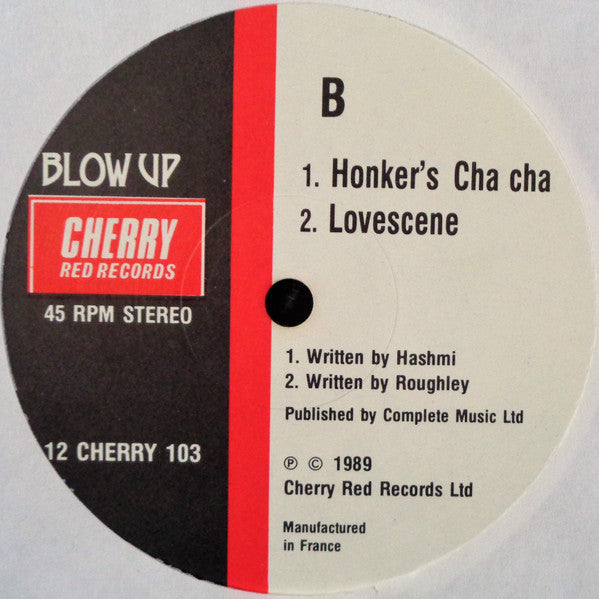 BLOW UP
CHERRY
RED RECORDS
45 RPM STEREO
12 CHERRY 103
B
1. Honker's Cha cha
2. Lovescene
1. Written by Hashmi
2. Written by Roughley
Published by Complete Music Ltd
℗ © 1989
Cherry Red Records Ltd
Manufactured
in France